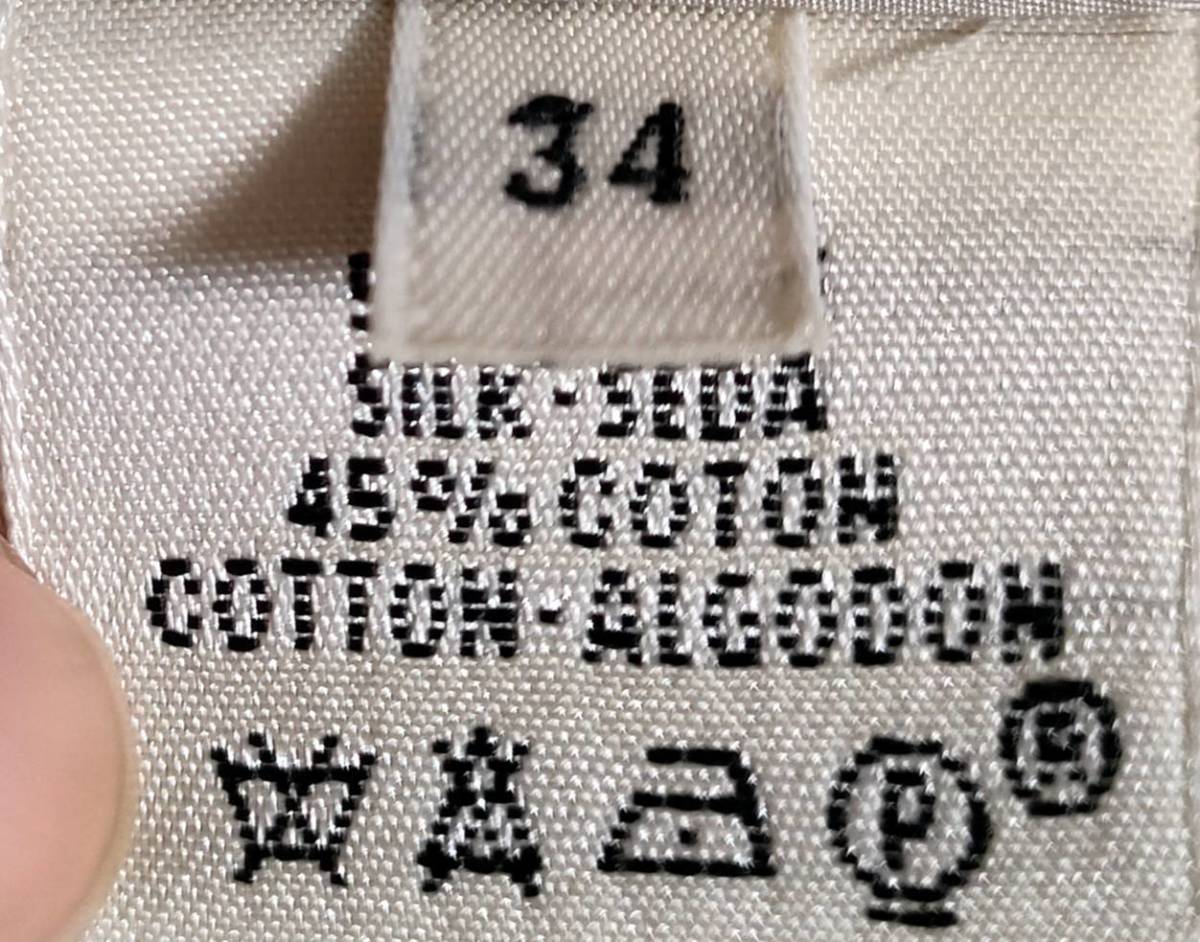 34
SILK·SEDA
45% COTON
COTTON·ALGODON
P
®